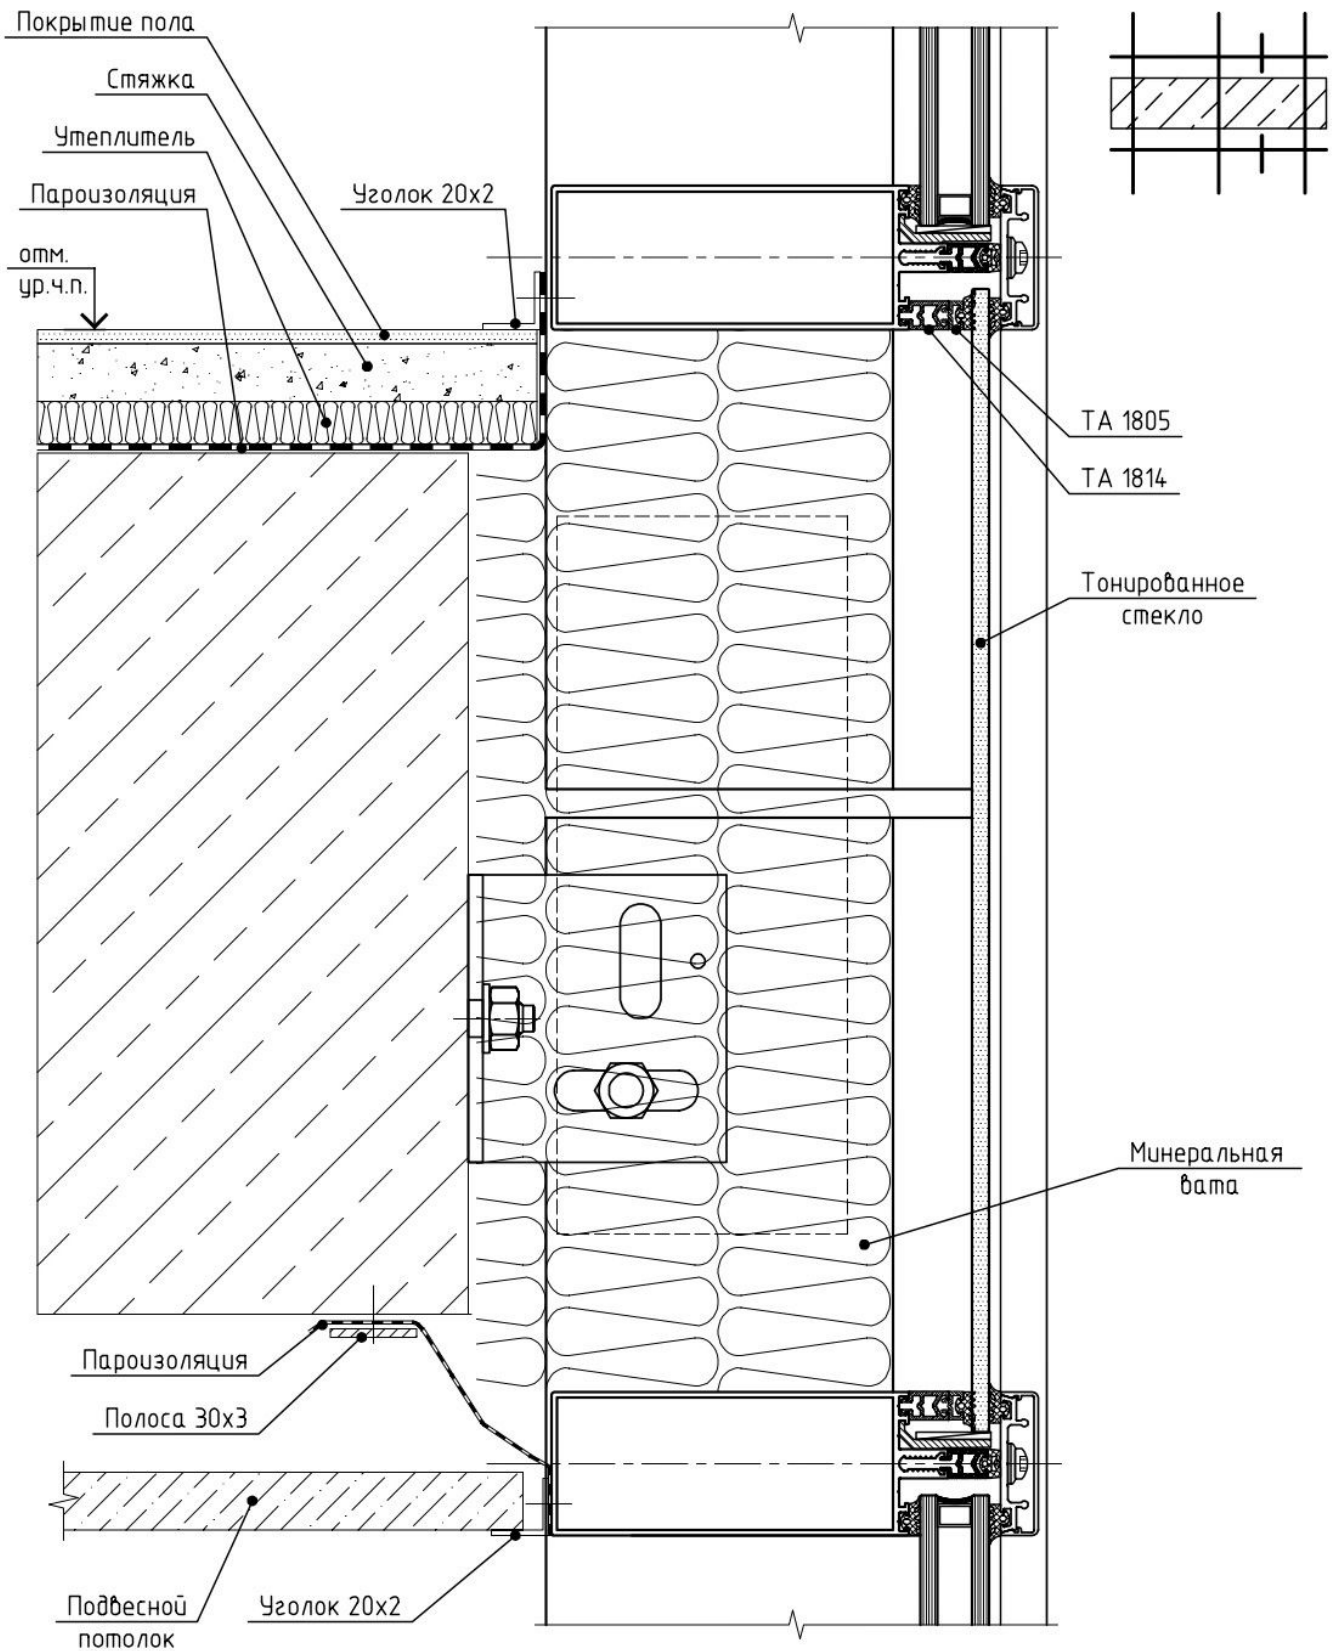 Покрытие пола
Стяжка
Утеплитель
Пароизоляция
Уголок 20х2
отм.
ур.ч.п.
ТА 1805
ТА 1814
Тонированное
стекло
Минеральная
вата
Пароизоляция
Полоса 30х3
Подвесной
потолок
Уголок 20х2